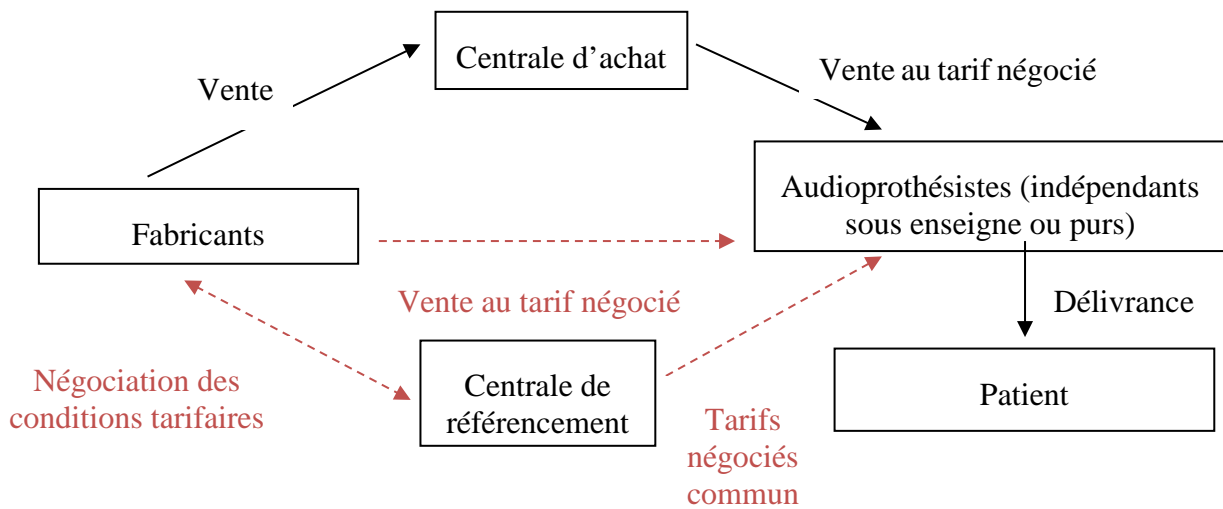 Centrale d'achat
Vente au tarif négocié
Vente
Audioprothésistes (indépendants
sous enseigne ou purs)
Fabricants
Vente au tarif négocié
Délivrance
Négociation des
conditions tarifaires
Centrale de
référencement
Patient
Tarifs
négociés
commun